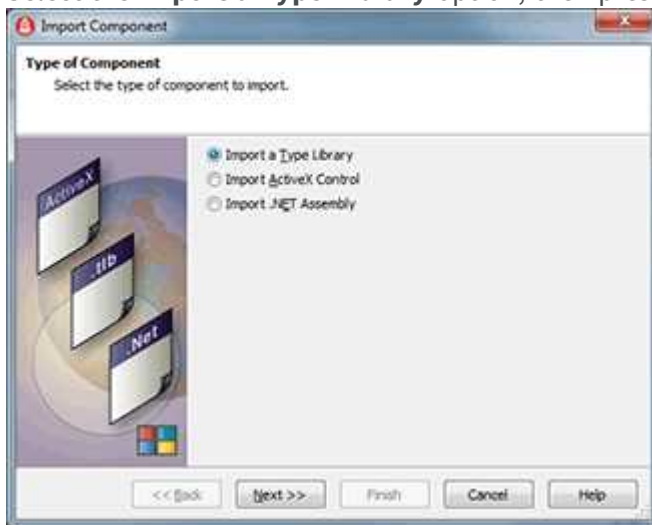 Import Component
Type of Component
Select the type of component to import.
Import a Type Library
Import ActiveX Control
Import .NET Assembly
ActiveX
.tlb
.Net
<< Back
Next >>
Finish
Cancel
Help